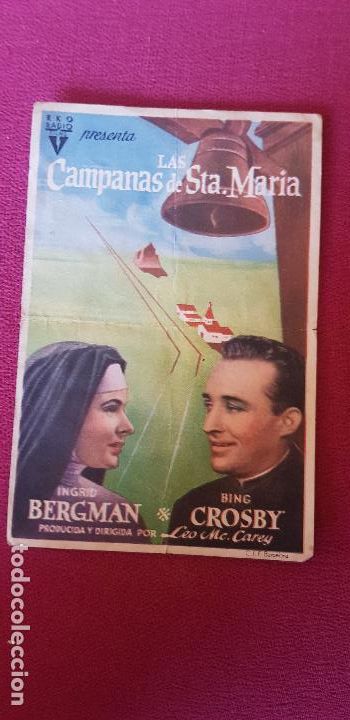 RKO
RADIO
presenta
LAS
Campanas de Sta. Maria
INGRID
BERGMAN
BING
CROSBY
PRODUCIDA Y DIRIGIDA POR Leo Mc. Carey
C.I.F. Barcelona
todocoleccion